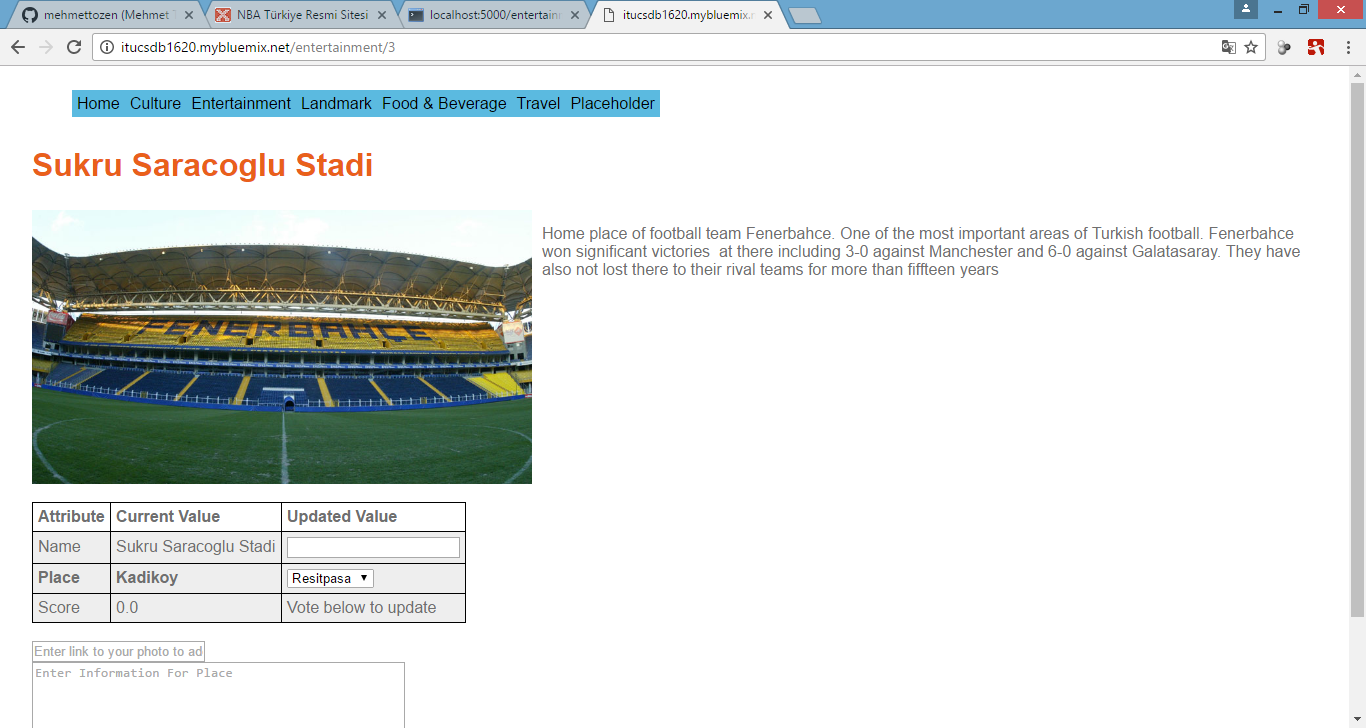 mehmettozen (Mehmet T
NBA Türkiye Resmi Sitesi
localhost:5000/entertainm
itucsdb1620.mybluemix.n
itucsdb1620.mybluemix.net/entertainment/3
Home Culture Entertainment Landmark Food & Beverage Travel Placeholder
Sukru Saracoglu Stadi
FENERBAHÇE
Home place of football team Fenerbahce. One of the most important areas of Turkish football. Fenerbahce
won significant victories at there including 3-0 against Manchester and 6-0 against Galatasaray. They have
also not lost there to their rival teams for more than fiffteen years
Attribute Current Value Updated Value
Name Sukru Saracoglu Stadi
Place Kadikoy Resitpasa
Score 0.0 Vote below to update
Enter link to your photo to ad
Enter Information For Place